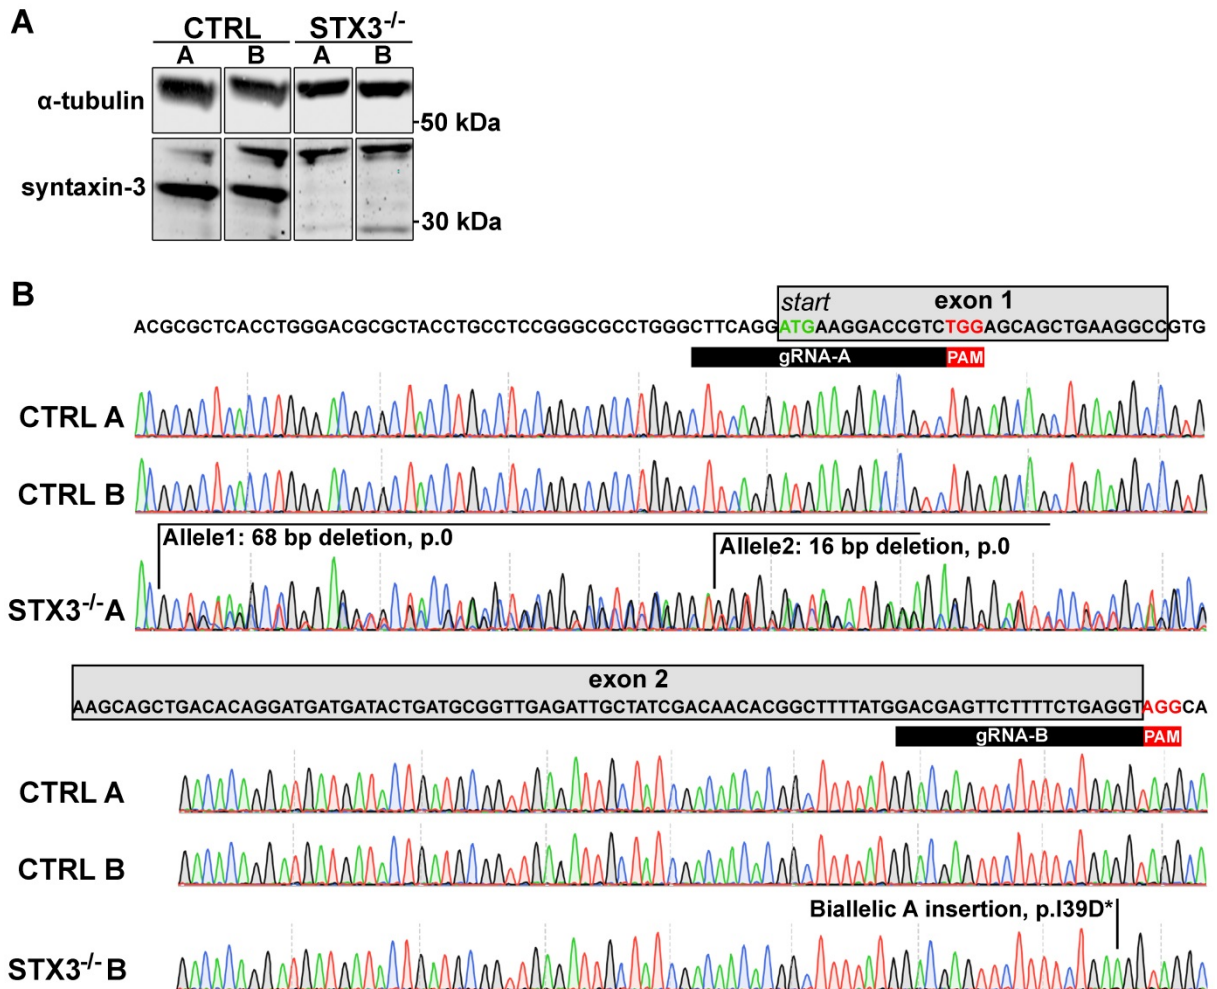 A
CTRL STX3-/-
A B A B
α-tubulin
-50 kDa
syntaxin-3
-30 kDa
B
start exon 1
ACGCGCTCACCTGGGACGCGCTACCTGCCTCCGGGCGCCTGGGCTTCAGGATGAAGGACCGTCTGGAGCAGCTGAAGGCCGTG
gRNA-A PAM
CTRL A
CTRL B
Allele1: 68 bp deletion, p.0
Allele2: 16 bp deletion, p.0
STX3-/- A
exon 2
AAGCAGCTGACACAGGATGATGATACTGATGCGGTTGAGATTGCTATCGACAACACGGCTTTTATGGACGAGTTCTTTTCTGAGGTAGGCA
gRNA-B PAM
CTRL A
CTRL B
Biallelic A insertion, p.I39D*
STX3-/- B